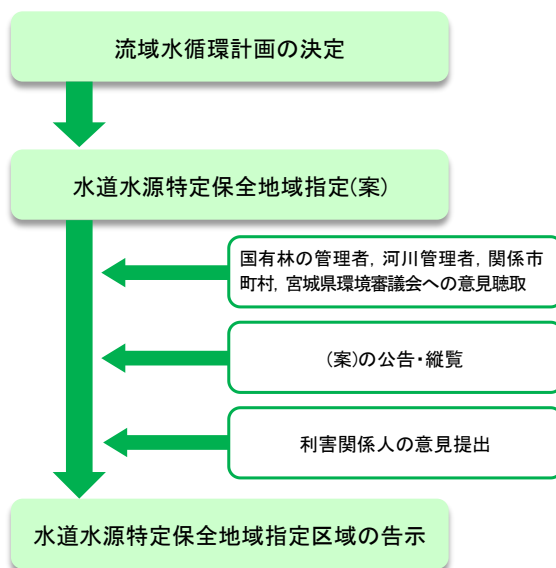 流域水循環計画の決定
水道水源特定保全地域指定(案)
国有林の管理者, 河川管理者, 関係市
町村, 宮城県環境審議会への意見聴取
(案)の公告・縦覧
利害関係人の意見提出
水道水源特定保全地域指定区域の告示